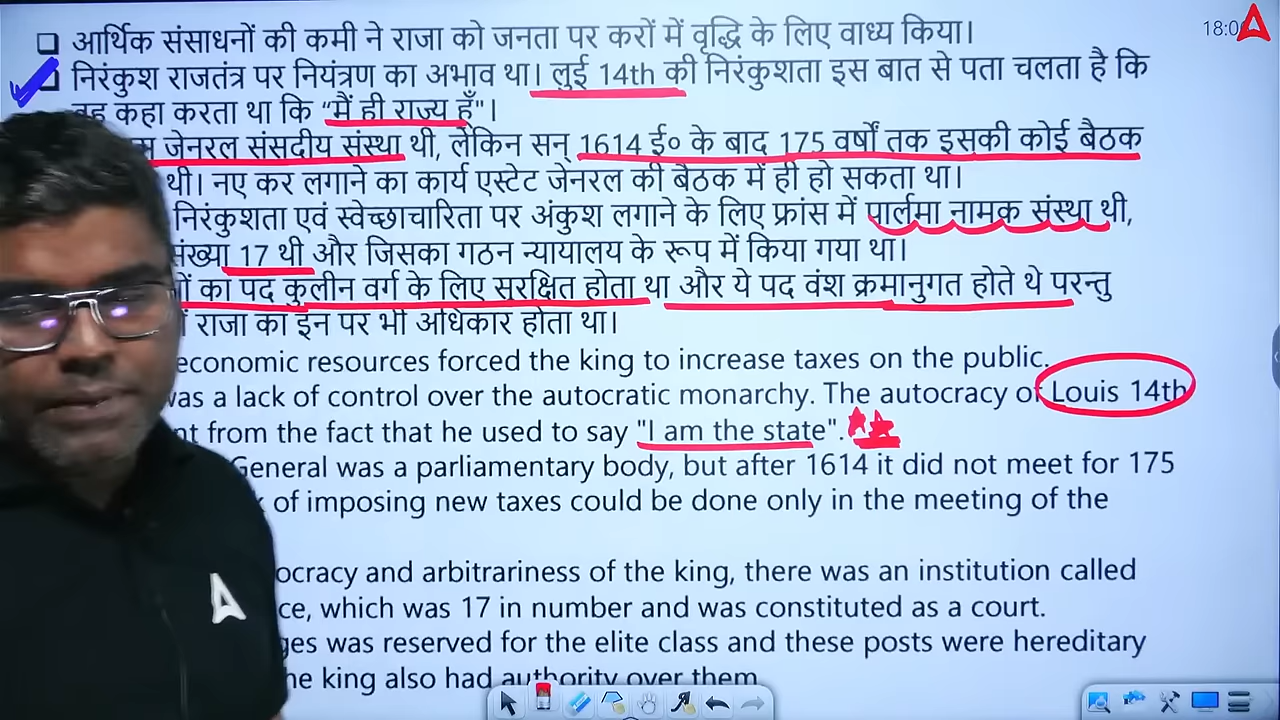 18:0
आर्थिक संसाधनों की कमी ने राजा को जनता पर करों में वृद्धि के लिए वाध्य किया।
निरंकुश राजतंत्र पर नियंत्रण का अभाव था। लुई 14th की निरंकुशता इस बात से पता चलता है कि
वह कहा करता था कि “मैं ही राज्य हूँ"।
जेनरल संसदीय संस्था थी, लेकिन सन् 1614 ई० के बाद 175 वर्षों तक इसकी कोई बैठक
थी। नए कर लगाने का कार्य एस्टेट जेनरल की बैठक में ही हो सकता था।
निरंकुशता एवं स्वेच्छाचारिता पर अंकुश लगाने के लिए फ्रांस में पार्लमा नामक संस्था थी,
संख्या 17 थी और जिसका गठन न्यायालय के रूप में किया गया था।
का पद कुलीन वर्ग के लिए सुरक्षित होता था और ये पद वंश क्रमानुगत होते थे परन्तु
राजा का इन पर भी अधिकार होता था।
economic resources forced the king to increase taxes on the public.
was a lack of control over the autocratic monarchy. The autocracy of Louis 14th
from the fact that he used to say "I am the state".
General was a parliamentary body, but after 1614 it did not meet for 175
of imposing new taxes could be done only in the meeting of the
and arbitrariness of the king, there was an institution called
which was 17 in number and was constituted as a court.
was reserved for the elite class and these posts were hereditary
king also had authority over them